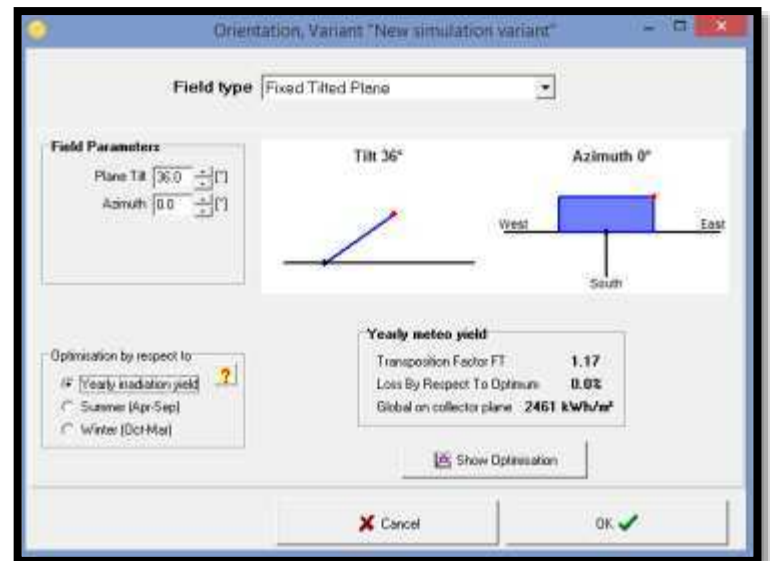 Orientation, Variant "New simulation variant"
Field type Fixed Tilted Plane
Field Parameters
Plane Tilt 36.0 [°]
Azimuth 0.0 [°]
Tilt 36°
Azimuth 0°
West
East
South
Optimisation by respect to
Yearly irradiation yield
?
Summer (Apr-Sep)
Winter (Oct-Mar)
Yearly meteo yield
Transposition Factor FT 1.17
Loss By Respect To Optimum 0.0%
Global on collector plane 2461 kWh/m²
Show Optimisation
Cancel
OK